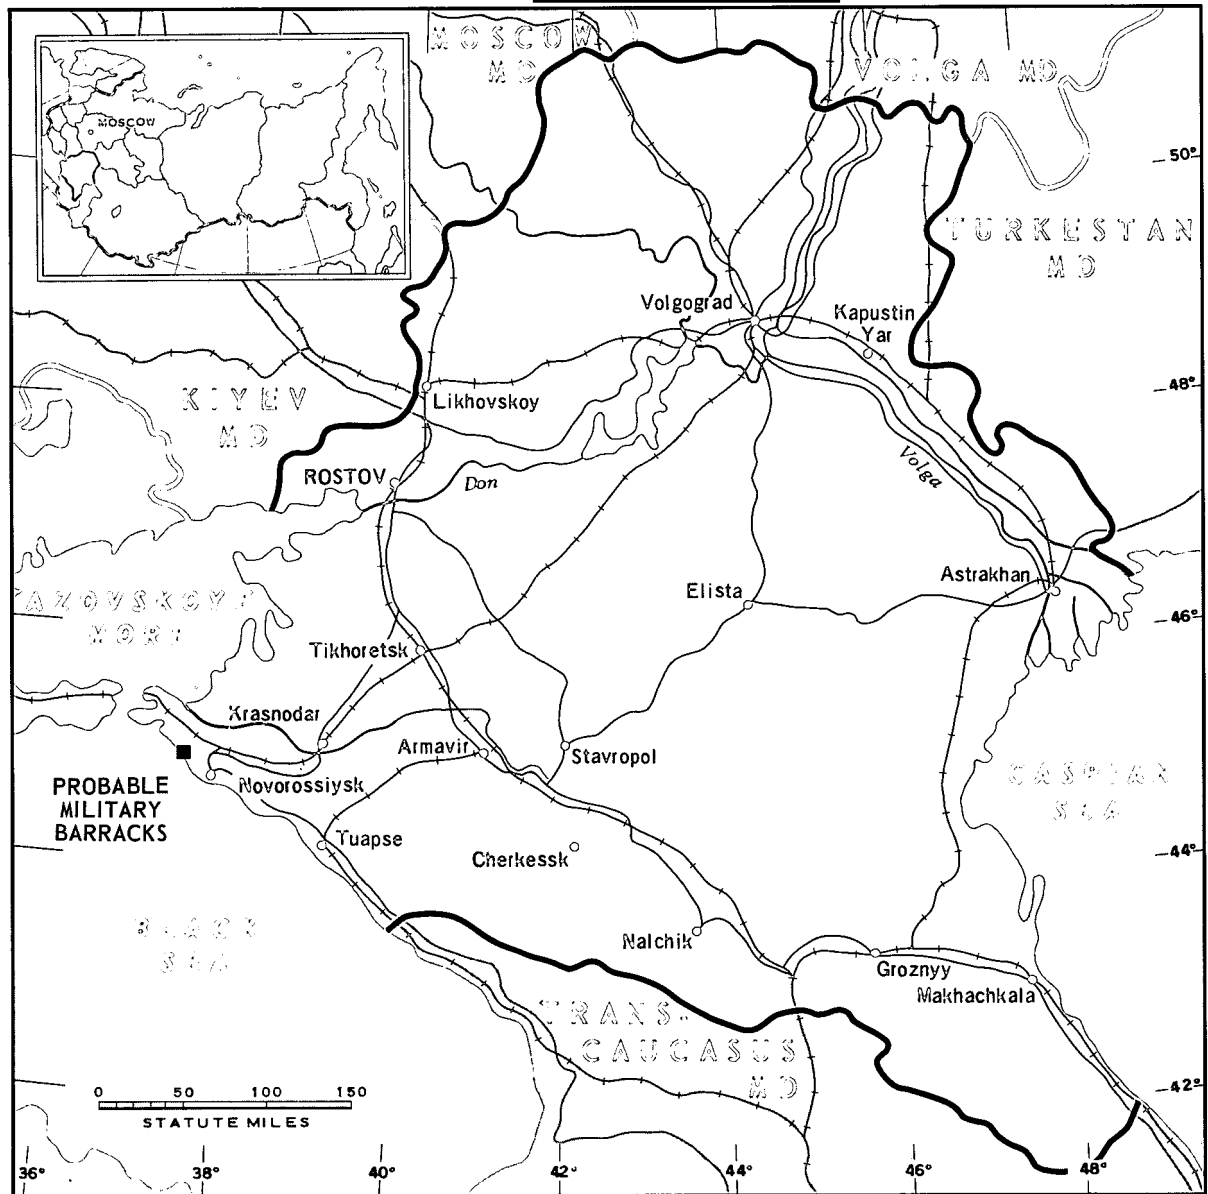 MOSCOW
MD
VOLGA MD
MOSCOW
50°
TURKESTAN
MD
Volgograd
Kapustin
Yar
48°
KIYEV
MD
Likhovskoy
Volga
ROSTOV
Don
Astrakhan
Elista
46°
AZOVSKOYE
MORE
Tikhoretsk
Krasnodar
Armavir
Stavropol
PROBABLE
MILITARY
BARRACKS
Novorossiysk
CASPIAN
SEA
Tuapse
Cherkessk
44°
BLACK
SEA
Nalchik
Groznyy
Makhachkala
TRANS-
CAUCASUS
MD
42°
0 50 100 150
STATUTE MILES
36° 38° 40° 42° 44° 46° 48°